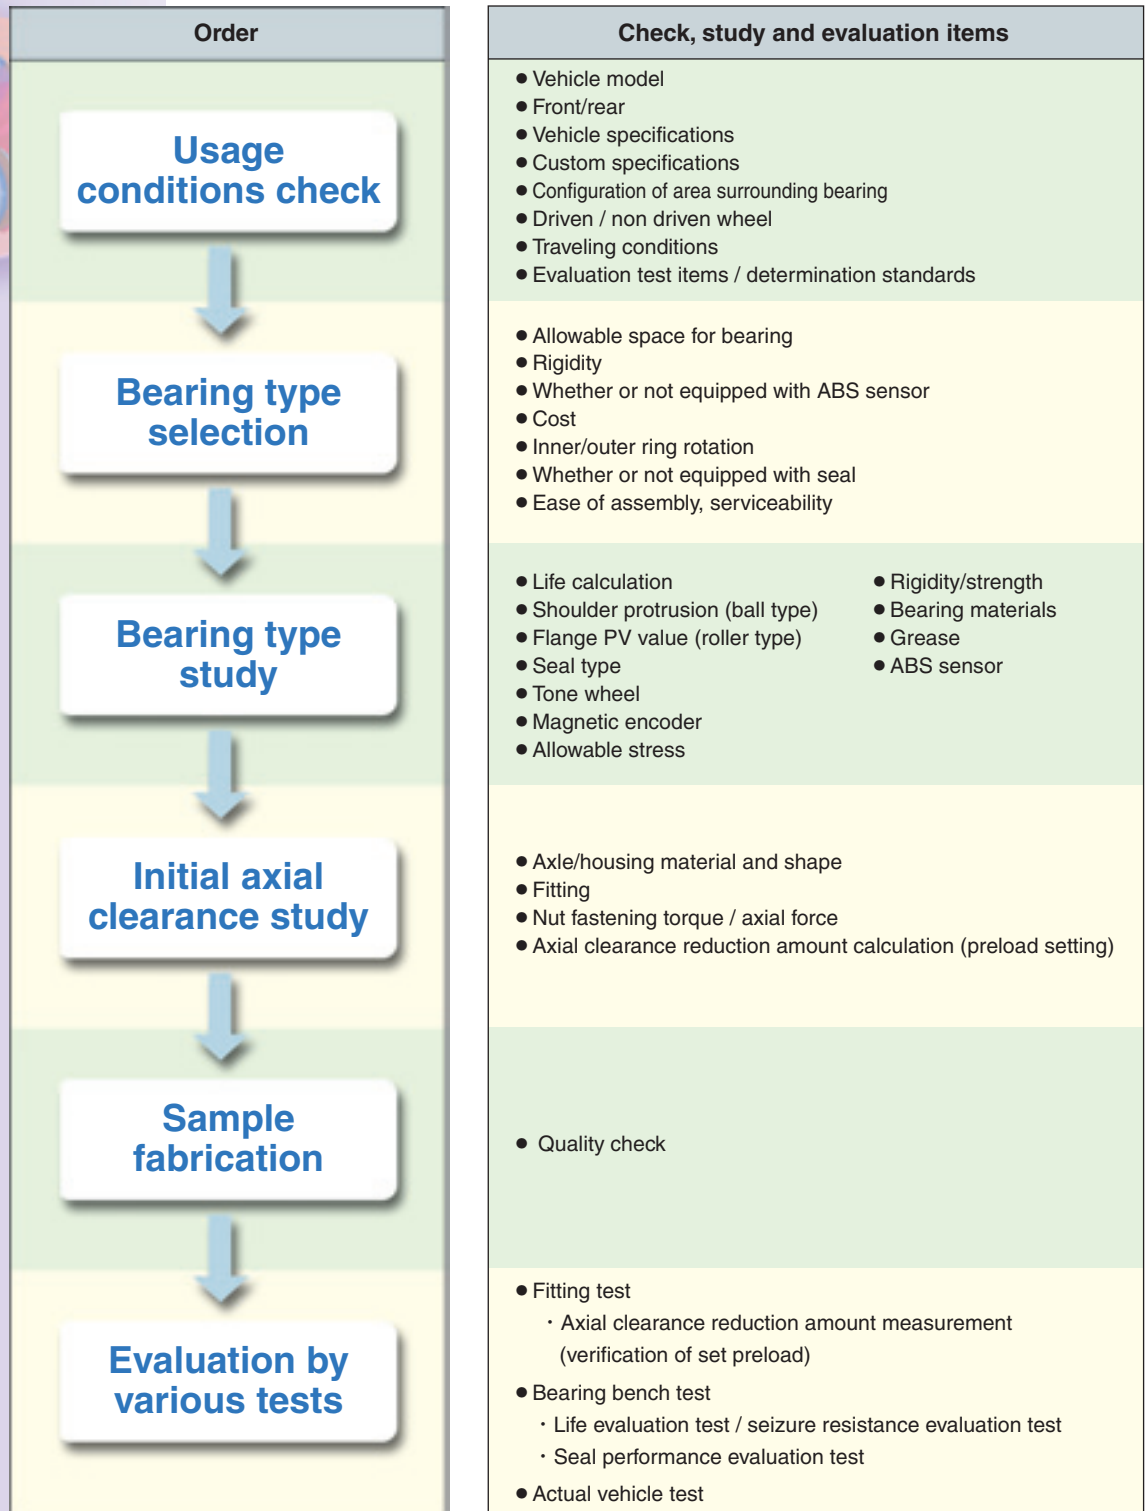 Order
Check, study and evaluation items
Usage
conditions check
● Vehicle model
● Front/rear
● Vehicle specifications
● Custom specifications
● Configuration of area surrounding bearing
● Driven / non driven wheel
● Traveling conditions
● Evaluation test items / determination standards
Bearing type
selection
● Allowable space for bearing
● Rigidity
● Whether or not equipped with ABS sensor
● Cost
● Inner/outer ring rotation
● Whether or not equipped with seal
● Ease of assembly, serviceability
Bearing type
study
● Life calculation
● Shoulder protrusion (ball type)
● Flange PV value (roller type)
● Seal type
● Tone wheel
● Magnetic encoder
● Allowable stress
● Rigidity/strength
● Bearing materials
● Grease
● ABS sensor
Initial axial
clearance study
● Axle/housing material and shape
● Fitting
● Nut fastening torque / axial force
● Axial clearance reduction amount calculation (preload setting)
Sample
fabrication
● Quality check
Evaluation by
various tests
● Fitting test
・Axial clearance reduction amount measurement
(verification of set preload)
● Bearing bench test
・Life evaluation test / seizure resistance evaluation test
・Seal performance evaluation test
● Actual vehicle test